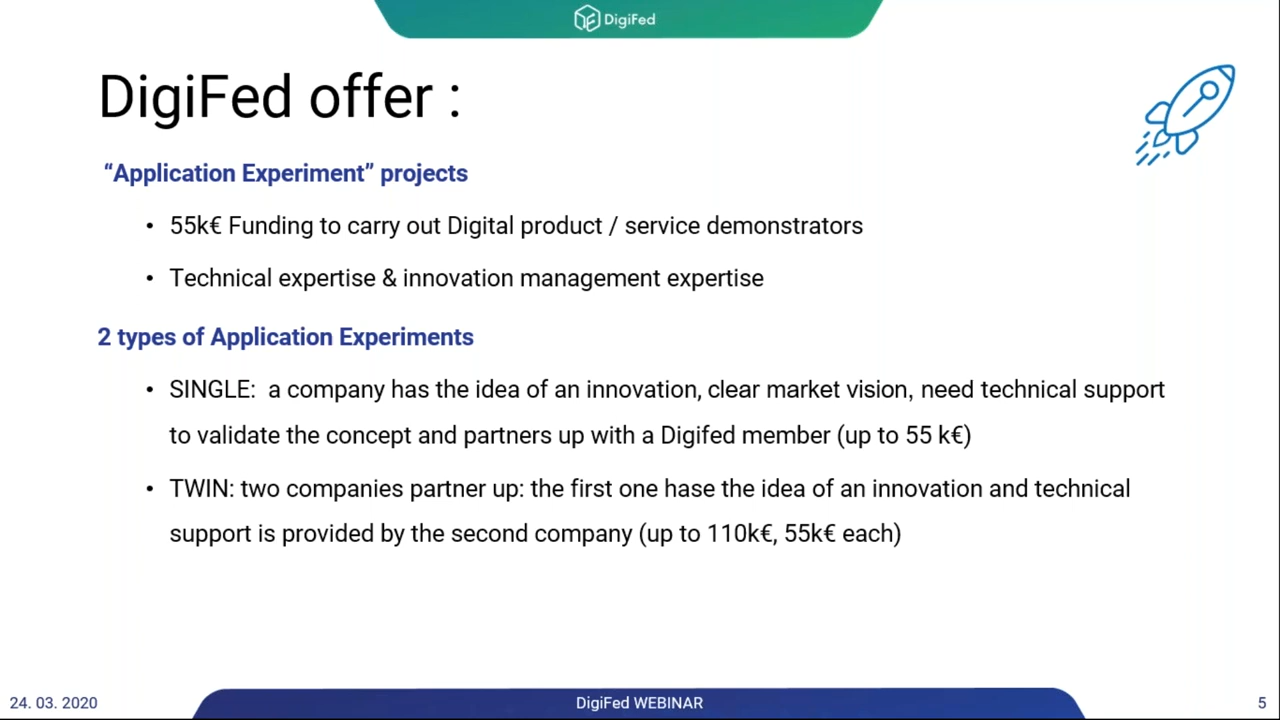 DigiFed
DigiFed offer :
“Application Experiment” projects
• 55k€ Funding to carry out Digital product / service demonstrators
• Technical expertise & innovation management expertise
2 types of Application Experiments
• SINGLE:  a company has the idea of an innovation, clear market vision, need technical support
to validate the concept and partners up with a Digifed member (up to 55 k€)
• TWIN: two companies partner up: the first one hase the idea of an innovation and technical
support is provided by the second company (up to 110k€, 55k€ each)
24. 03. 2020
DigiFed WEBINAR
5